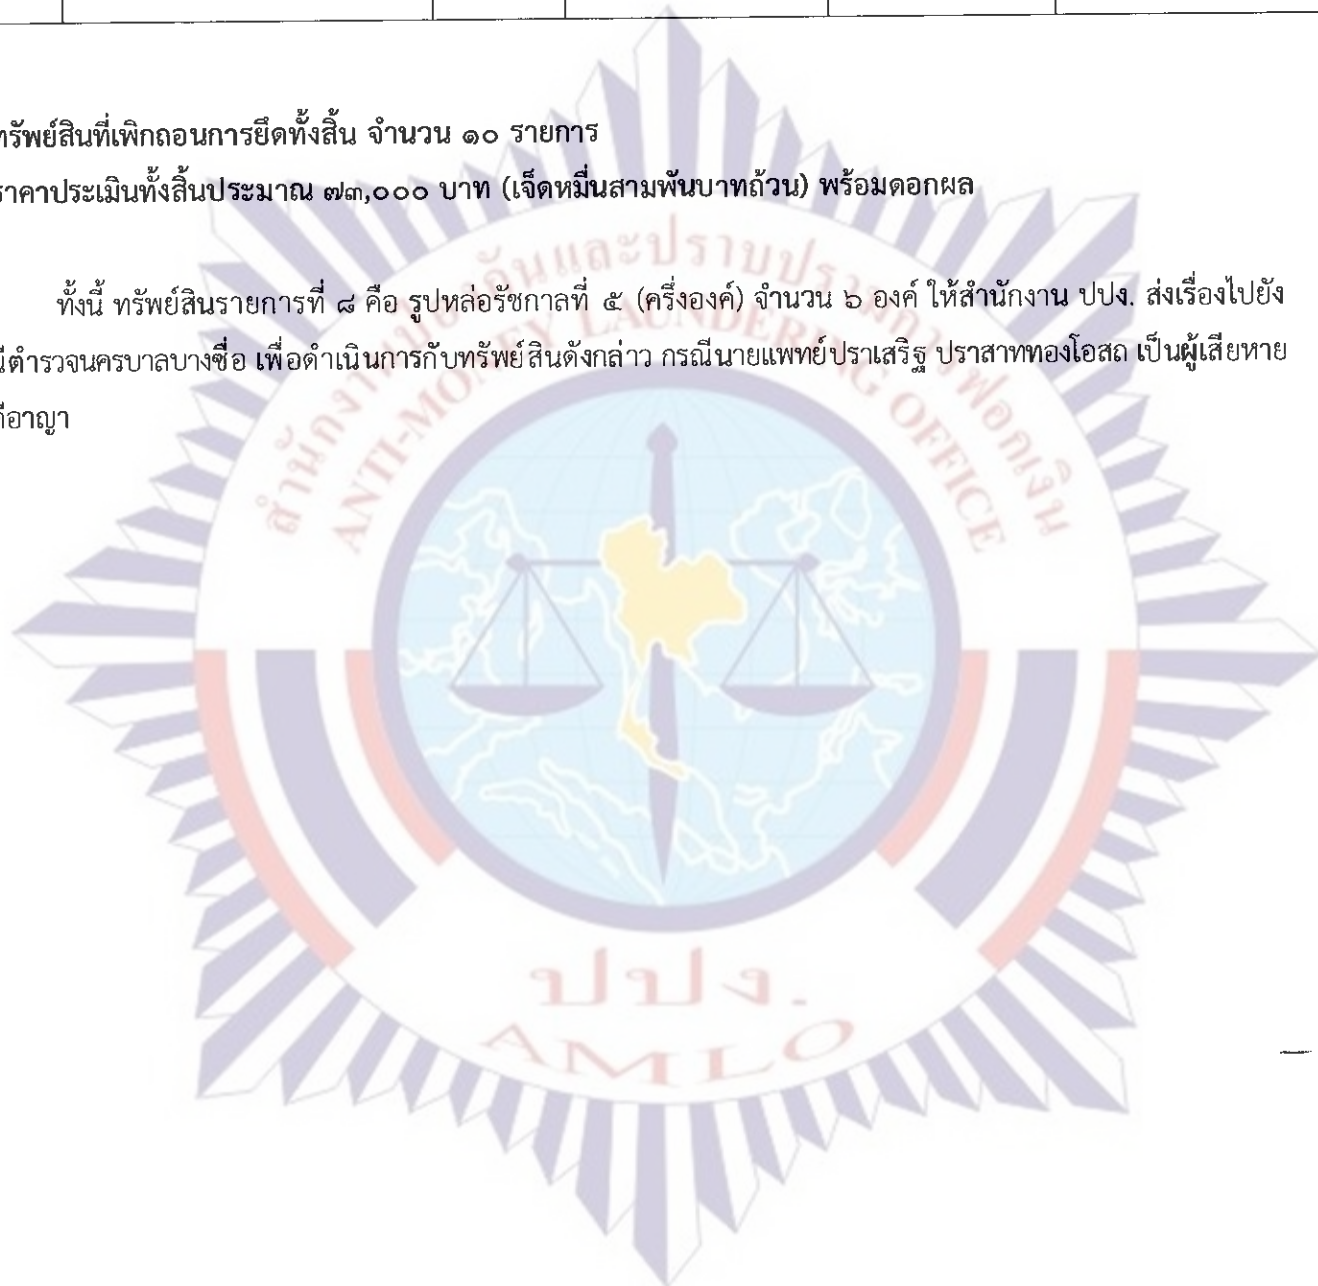 ทรัพย์สินที่เพิกถอนการยึดทั้งสิ้น จำนวน ๑๐ รายการ
ราคาประเมินทั้งสิ้นประมาณ ๗๓,๐๐๐ บาท (เจ็ดหมื่นสามพันบาทถ้วน) พร้อมดอกผล
ทั้งนี้ ทรัพย์สินรายการที่ ๘ คือ รูปหล่อรัชกาลที่ ๕ (ครึ่งองค์) จำนวน ๖ องค์ ให้สำนักงาน ปปง. ส่งเรื่องไปยัง
นีตำรวจนครบาลบางซื่อ เพื่อดำเนินการกับทรัพย์สินดังกล่าว กรณีนายแพทย์ปราเสริฐ ปราสาททองโอสถ เป็นผู้เสียหาย
ดีอาญา
สำนักงานป้องกันและปราบปรามการฟอกเงิน
ANTI-MONEY LAUNDERING OFFICE
ปปง.
AMLO